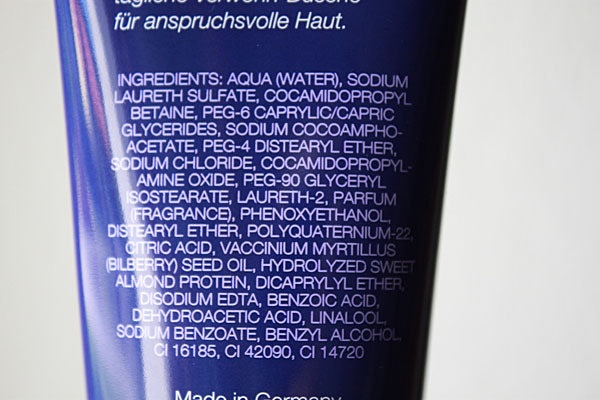 tägliche Verwöhn-Dusche
für anspruchsvolle Haut.
INGREDIENTS: AQUA (WATER), SODIUM
LAURETH SULFATE, COCAMIDOPROPYL
BETAINE, PEG-6 CAPRYLIC/CAPRIC
GLYCERIDES, SODIUM COCOAMPHO-
ACETATE, PEG-4 DISTEARYL ETHER,
SODIUM CHLORIDE, COCAMIDOPROPYL-
AMINE OXIDE, PEG-90 GLYCERYL
ISOSTEARATE, LAURETH-2, PARFUM
(FRAGRANCE), PHENOXYETHANOL,
DISTEARYL ETHER, POLYQUATERNIUM-22,
CITRIC ACID, VACCINIUM MYRTILLUS
(BILBERRY) SEED OIL, HYDROLYZED SWEET
ALMOND PROTEIN, DICAPRYLYL ETHER,
DISODIUM EDTA, BENZOIC ACID,
DEHYDROACETIC ACID, LINALOOL,
SODIUM BENZOATE, BENZYL ALCOHOL.
CI 16185, CI 42090, CI 14720
Made in Germany